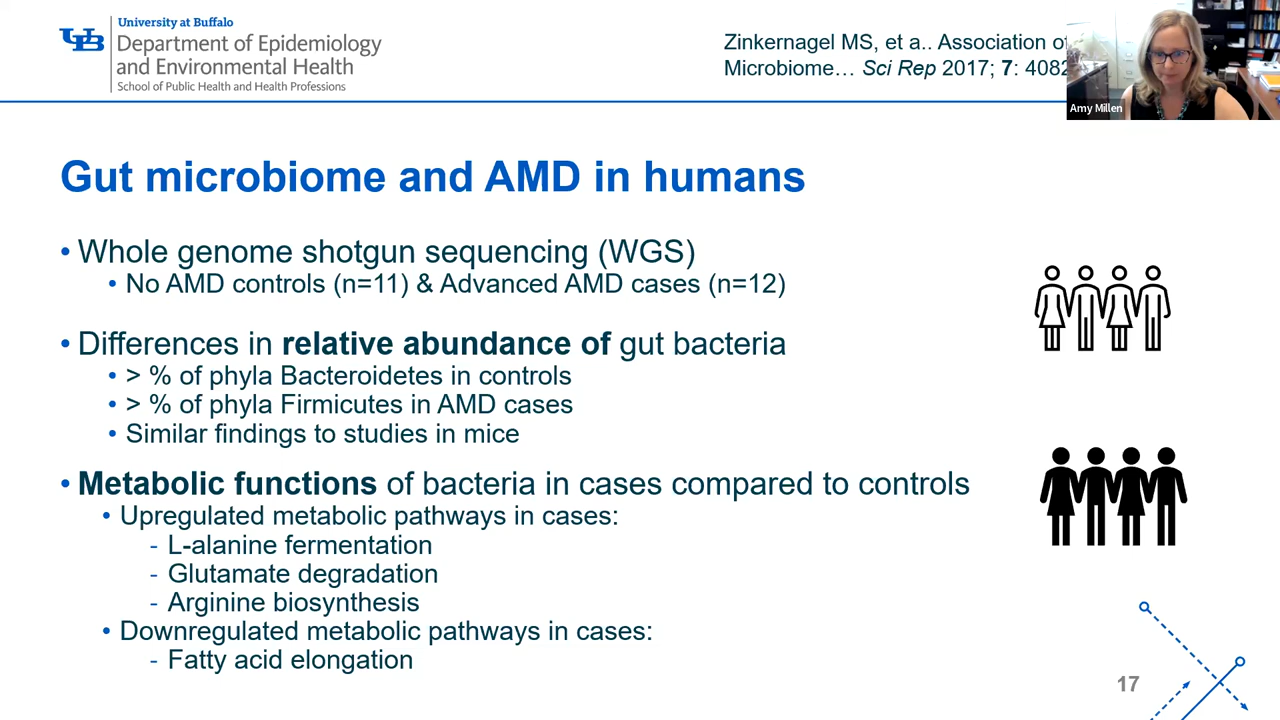 University at Buffalo
Department of Epidemiology
and Environmental Health
School of Public Health and Health Professions
Zinkernagel MS, et a.. Association of
Microbiome… Sci Rep 2017; 7: 4082
Amy Millen
Gut microbiome and AMD in humans
• Whole genome shotgun sequencing (WGS)
• No AMD controls (n=11) & Advanced AMD cases (n=12)
• Differences in relative abundance of gut bacteria
• > % of phyla Bacteroidetes in controls
• > % of phyla Firmicutes in AMD cases
• Similar findings to studies in mice
• Metabolic functions of bacteria in cases compared to controls
• Upregulated metabolic pathways in cases:
- L-alanine fermentation
- Glutamate degradation
- Arginine biosynthesis
• Downregulated metabolic pathways in cases:
- Fatty acid elongation
17